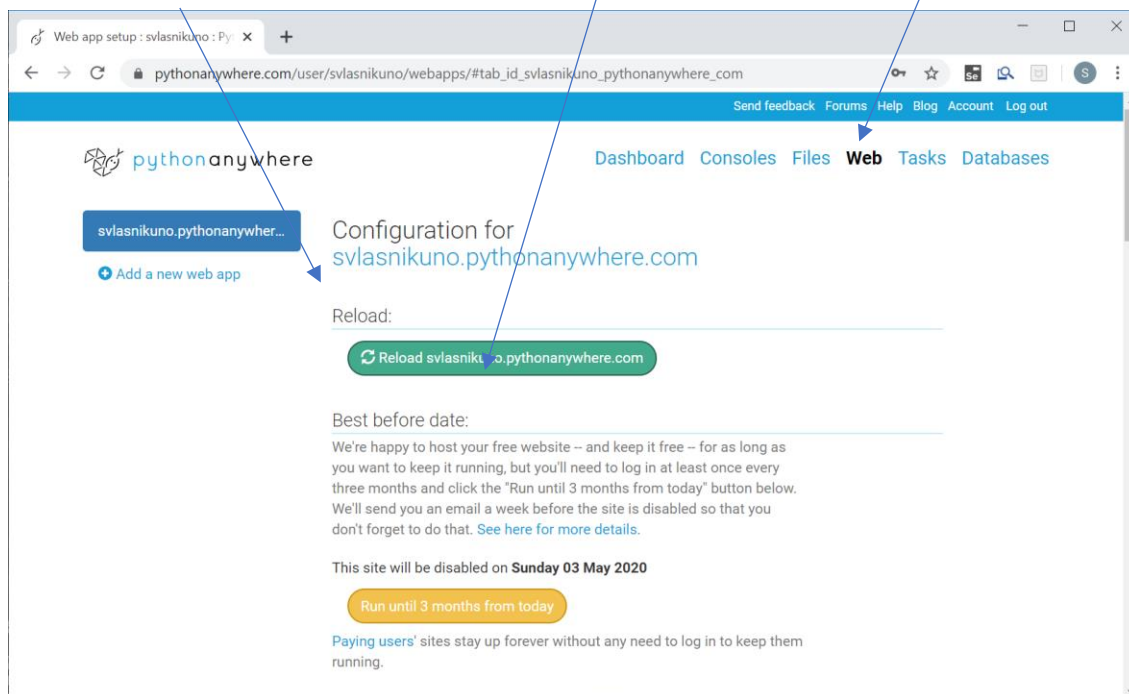 Web app setup : svlasnikuno : Py
pythonanywhere.com/user/svlasnikuno/webapps/#tab_id_svlasnikuno_pythonanywhere_com
Se
S
Send feedback Forums Help Blog Account Log out
pythonanywhere
Dashboard Consoles Files Web Tasks Databases
svlasnikuno.pythonanywher...
Add a new web app
Configuration for
svlasnikuno.pythonanywhere.com
Reload:
Reload svlasnikuno.pythonanywhere.com
Best before date:
We're happy to host your free website -- and keep it free -- for as long as
you want to keep it running, but you'll need to log in at least once every
three months and click the "Run until 3 months from today" button below.
We'll send you an email a week before the site is disabled so that you
don't forget to do that. See here for more details.
This site will be disabled on Sunday 03 May 2020
Run until 3 months from today
Paying users' sites stay up forever without any need to log in to keep them
running.